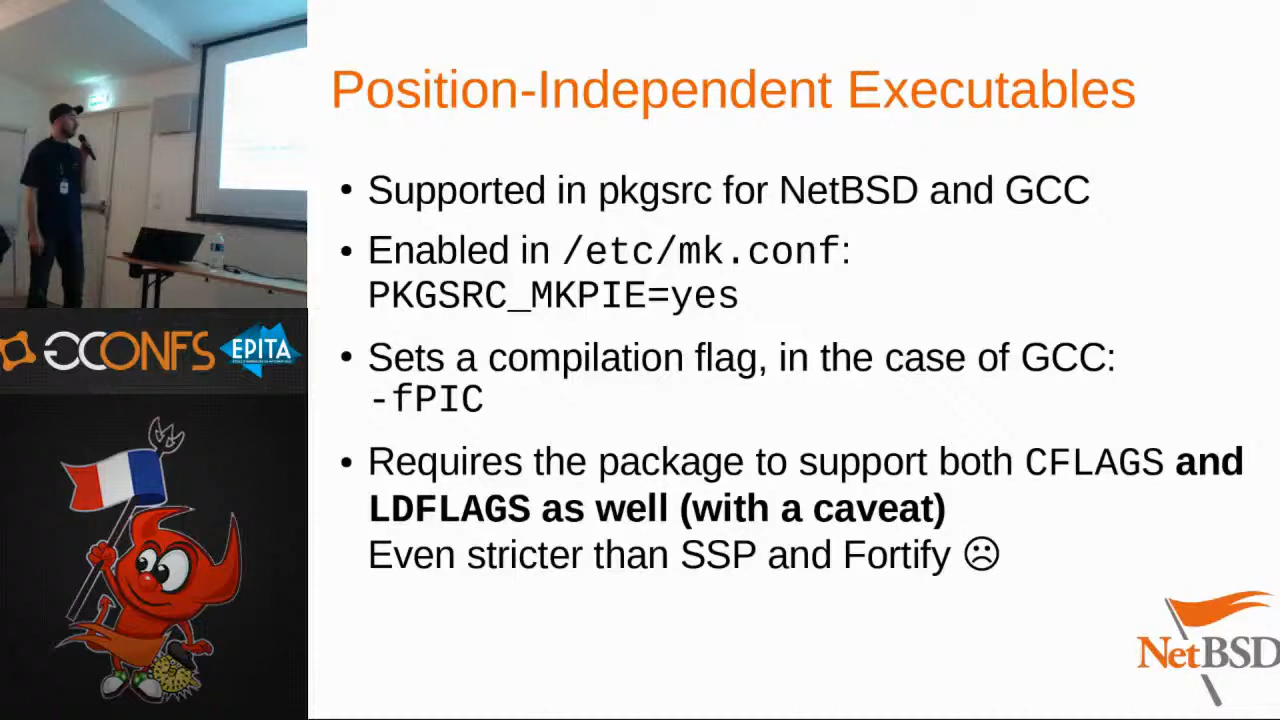 Position-Independent Executables
• Supported in pkgsrc for NetBSD and GCC
• Enabled in /etc/mk.conf:
PKGSRC_MKPIE=yes
• Sets a compilation flag, in the case of GCC:
-fPIC
• Requires the package to support both CFLAGS and
LDFLAGS as well (with a caveat)
Even stricter than SSP and Fortify ☹
GCONFS
EPITA
NetBSD